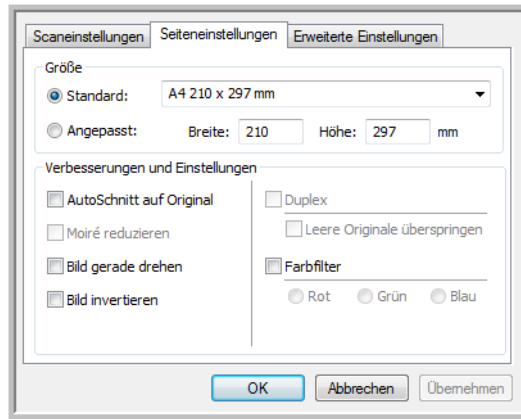 Scaneinstellungen Seiteneinstellungen Erweiterte Einstellungen
Größe
Standard: A4 210 x 297 mm
Angepasst: Breite: 210 Höhe: 297 mm
Verbesserungen und Einstellungen
AutoSchnitt auf Original
Moiré reduzieren
Bild gerade drehen
Bild invertieren
Duplex
Leere Originale überspringen
Farbfilter
Rot Grün Blau
OK Abbrechen Übernehmen